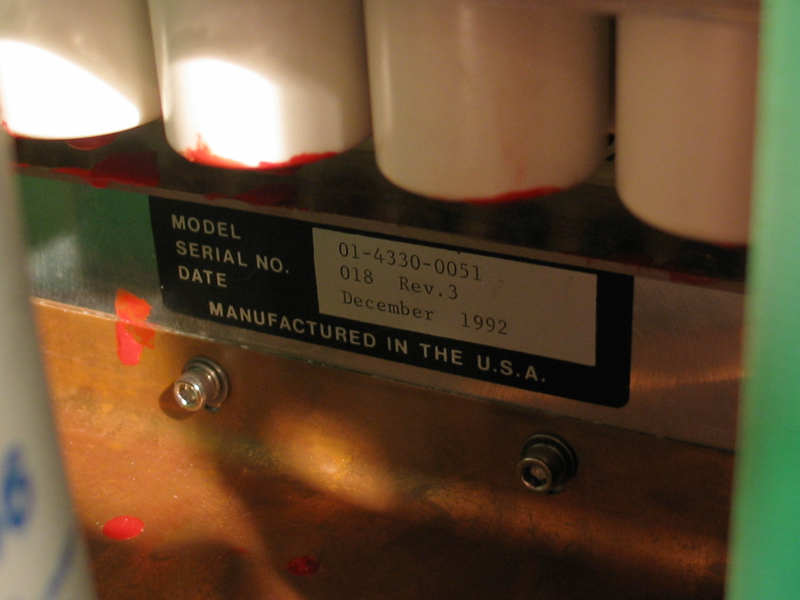 MODEL 01-4330-0051
SERIAL NO. 018 Rev.3
DATE December 1992
MANUFACTURED IN THE U.S.A.